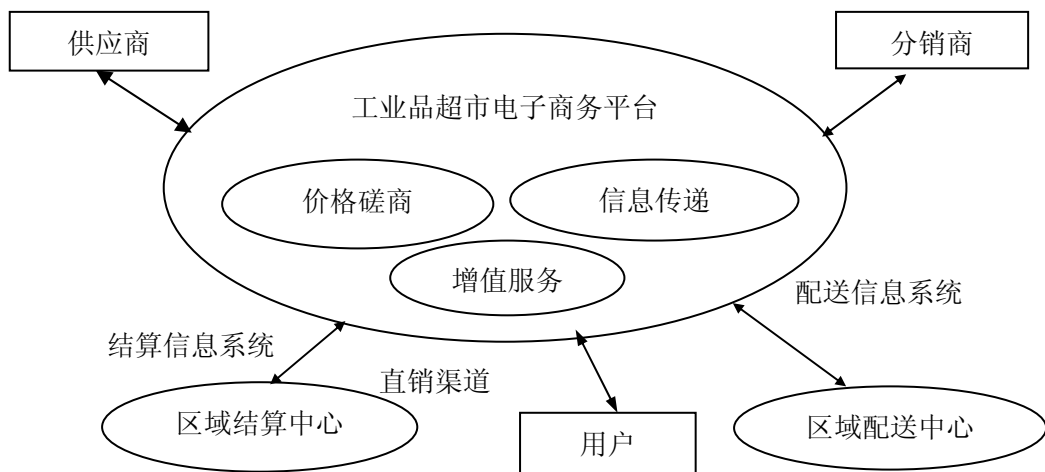 供应商
分销商
工业品超市电子商务平台
价格磋商
信息传递
增值服务
配送信息系统
结算信息系统
直销渠道
区域结算中心
用户
区域配送中心